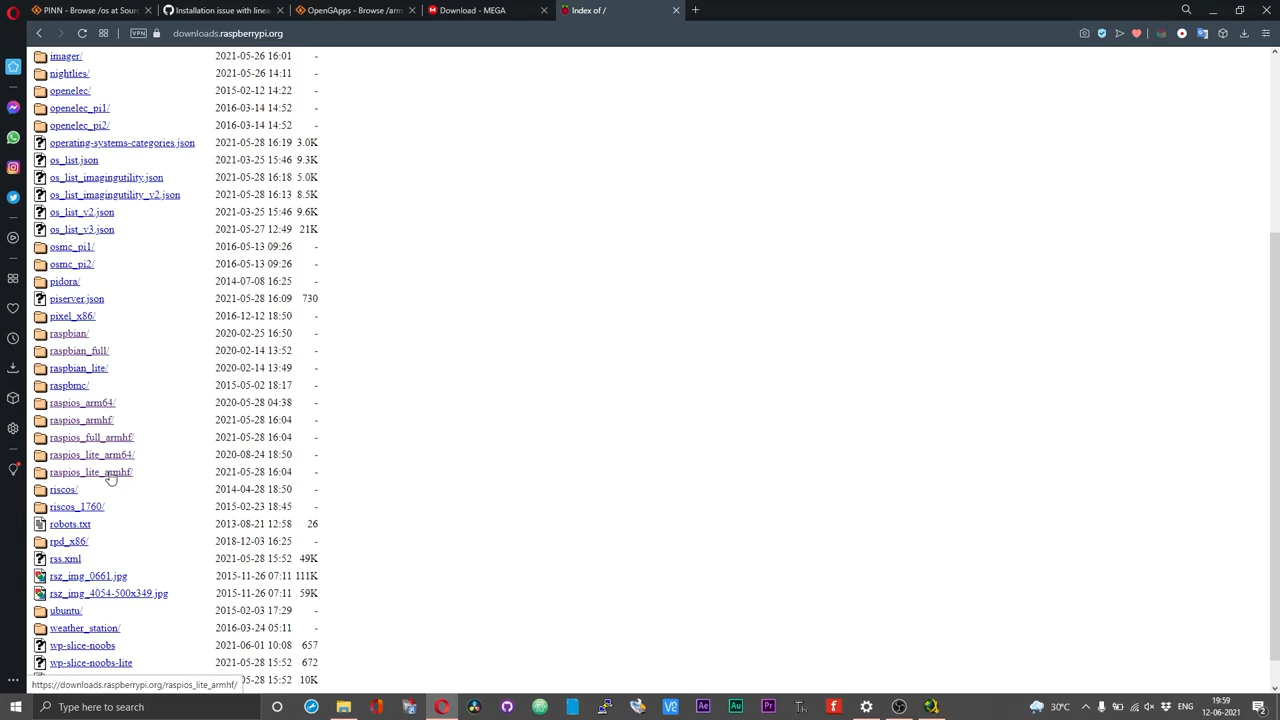 PINN - Browse /os at Sour
Installation issue with linea
OpenGApps - Browse /arm
Download - MEGA
Index of /
VPN
downloads.raspberrypi.org
imager/ 2021-05-26 16:01 -
nightlies/ 2021-05-26 14:11 -
openelec/ 2015-02-12 14:22 -
openelec_pi1/ 2016-03-14 14:52 -
openelec_pi2/ 2016-03-14 14:52 -
operating-systems-categories.json 2021-05-28 16:19 3.0K
os_list.json 2021-03-25 15:46 9.3K
os_list_imagingutility.json 2021-05-28 16:18 5.0K
os_list_imagingutility_v2.json 2021-05-28 16:13 8.5K
os_list_v2.json 2021-03-25 15:46 9.6K
os_list_v3.json 2021-05-27 12:49 21K
osmc_pi1/ 2016-05-13 09:26 -
osmc_pi2/ 2016-05-13 09:26 -
pidora/ 2014-07-08 16:25 -
piserver.json 2021-05-28 16:09 730
pixel_x86/ 2016-12-12 18:50 -
raspbian/ 2020-02-25 16:50 -
raspbian_full/ 2020-02-14 13:52 -
raspbian_lite/ 2020-02-14 13:49 -
raspbmc/ 2015-05-02 18:17 -
raspios_arm64/ 2020-05-28 04:38 -
raspios_armhf/ 2021-05-28 16:04 -
raspios_full_armhf/ 2021-05-28 16:04 -
raspios_lite_arm64/ 2020-08-24 18:50 -
raspios_lite_armhf/ 2021-05-28 16:04 -
riscos/ 2014-04-28 18:50 -
riscos_1760/ 2015-02-23 18:45 -
robots.txt 2013-08-21 12:58 26
rpd_x86/ 2018-12-03 16:25 -
rss.xml 2021-05-28 15:52 49K
rsz_img_0661.jpg 2015-11-26 07:11 111K
rsz_img_4054-500x349.jpg 2015-11-26 07:11 59K
ubuntu/ 2015-02-03 17:29 -
weather_station/ 2016-03-24 05:11 -
wp-slice-noobs 2021-06-01 10:08 657
wp-slice-noobs-lite 2021-05-28 15:52 672
https://downloads.raspberrypi.org/raspios_lite_armhf/ 5-28 15:52 10K
Type here to search
Ae
Au
Pr
30°C
ENG
19:59
12-06-2021
2